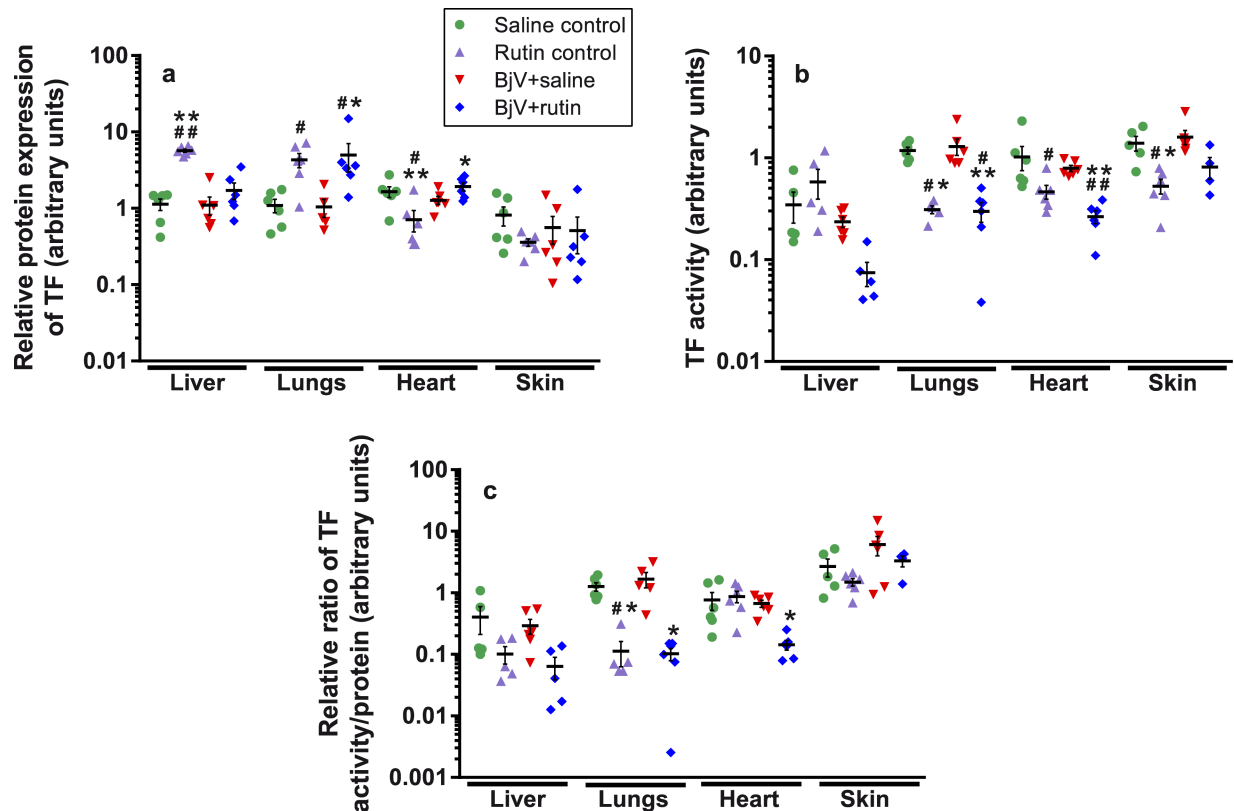 Saline control
Rutin control
BjV+saline
BjV+rutin
a
Relative protein expression
of TF (arbitrary units)
100
10
1
0.1
0.01
**
##
#
#*
#
**
*
Liver Lungs Heart Skin
b
TF activity (arbitrary units)
10
1
0.1
0.01
#*
#
**
#
**
##
#*
Liver Lungs Heart Skin
c
Relative ratio of TF
activity/protein (arbitrary units)
100
10
1
0.1
0.01
0.001
#*
*
*
Liver Lungs Heart Skin